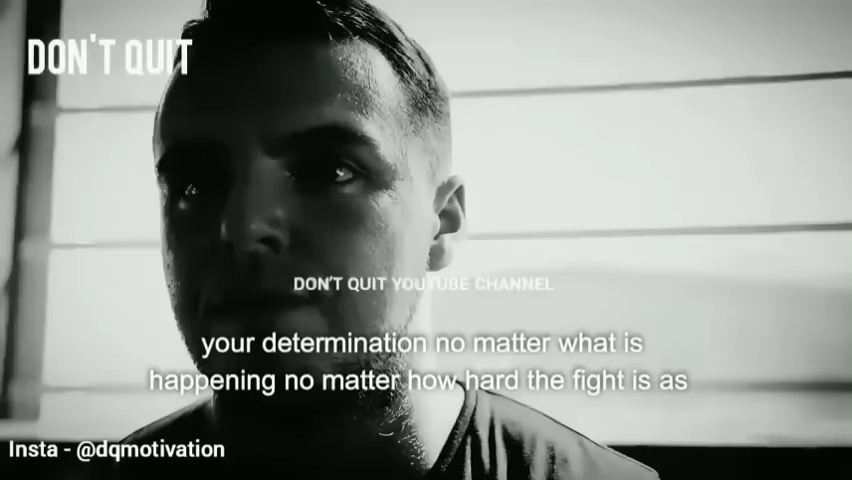 DON'T QUIT
DON'T QUIT YOUTUBE CHANNEL
your determination no matter what is
happening no matter how hard the fight is as
Insta - @dqmotivation